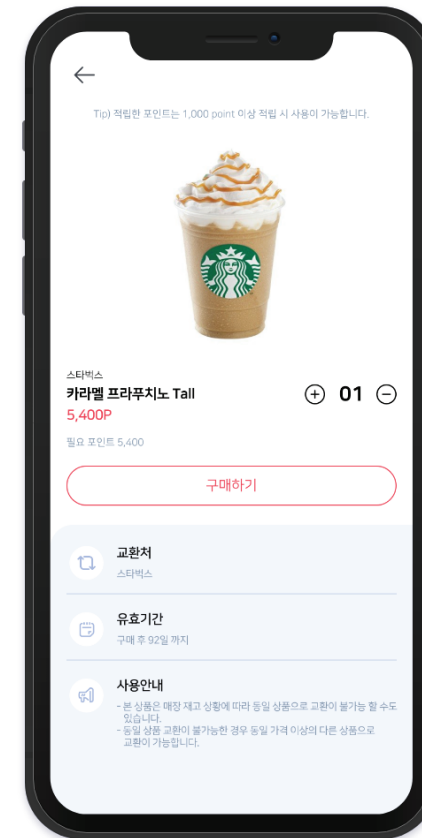 Tip) 적립한 포인트는 1,000 point 이상 적립 시 사용이 가능합니다.
스타벅스
카라멜 프라푸치노 Tall
01
5,400P
필요 포인트 5,400
구매하기
교환처
스타벅스
유효기간
구매 후 92일 까지
사용안내
- 본 상품은 매장 재고 상황에 따라 동일 상품으로 교환이 불가능 할 수도
있습니다.
- 동일 상품 교환이 불가능한 경우 동일 가격 이상의 다른 상품으로
교환이 가능합니다.